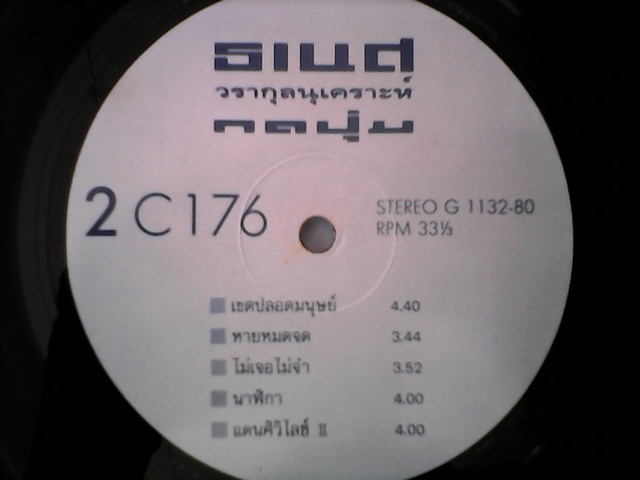 ธเนศ
วรากุลนุเคราะห์
กดปุ่ม
2 C176
STEREO G 1132-80
RPM 33⅓
เขตปลอดมนุษย์ 4.40
หายหมดจด 3.44
ไม่เจอไม่จำ 3.52
นาฬิกา 4.00
แดนศิวิไลซ์ II 4.00